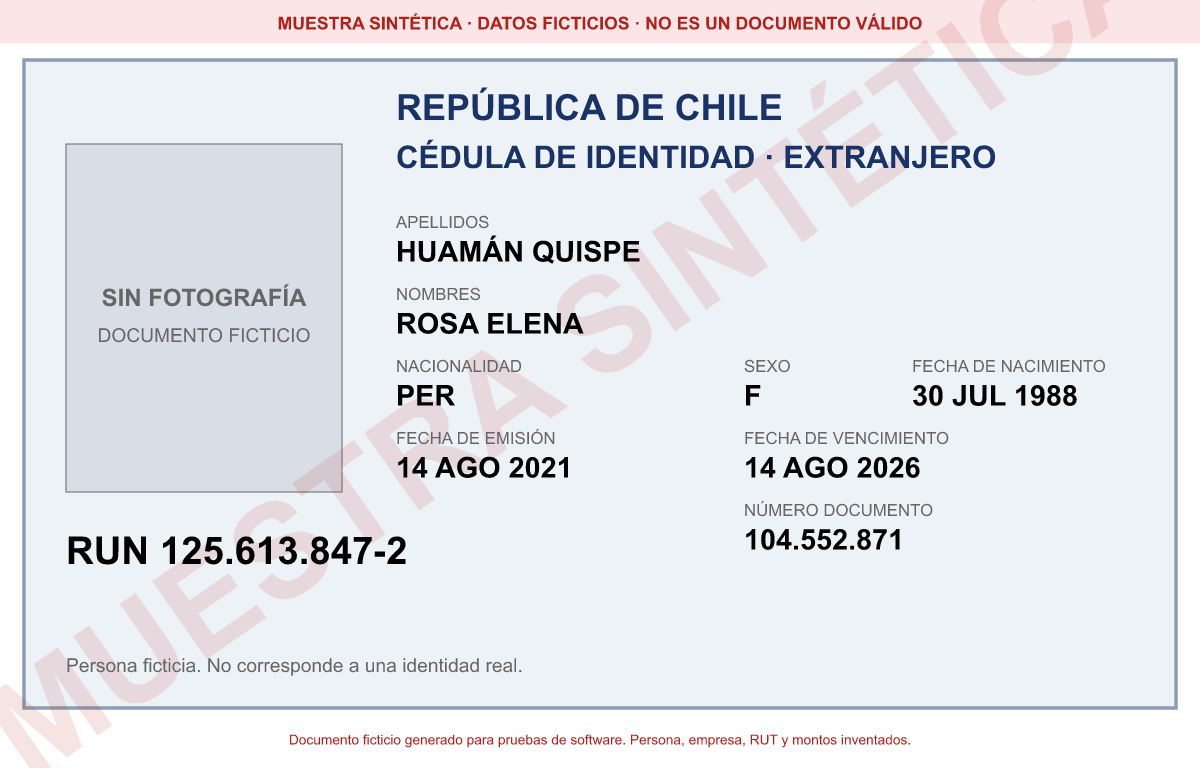 MUESTRA SINTÉTICA · DATOS FICTICIOS · NO ES UN DOCUMENTO VÁLIDO
REPÚBLICA DE CHILE
CÉDULA DE IDENTIDAD · EXTRANJERO
SIN FOTOGRAFÍA
DOCUMENTO FICTICIO
APELLIDOS
HUAMÁN QUISPE
NOMBRES
ROSA ELENA
NACIONALIDAD SEXO FECHA DE NACIMIENTO
PER F 30 JUL 1988
FECHA DE EMISIÓN FECHA DE VENCIMIENTO
14 AGO 2021 14 AGO 2026
NÚMERO DOCUMENTO
104.552.871
RUN 125.613.847-2
Persona ficticia. No corresponde a una identidad real.
MUESTRA SINTÉTICA
Documento ficticio generado para pruebas de software. Persona, empresa, RUT y montos inventados.